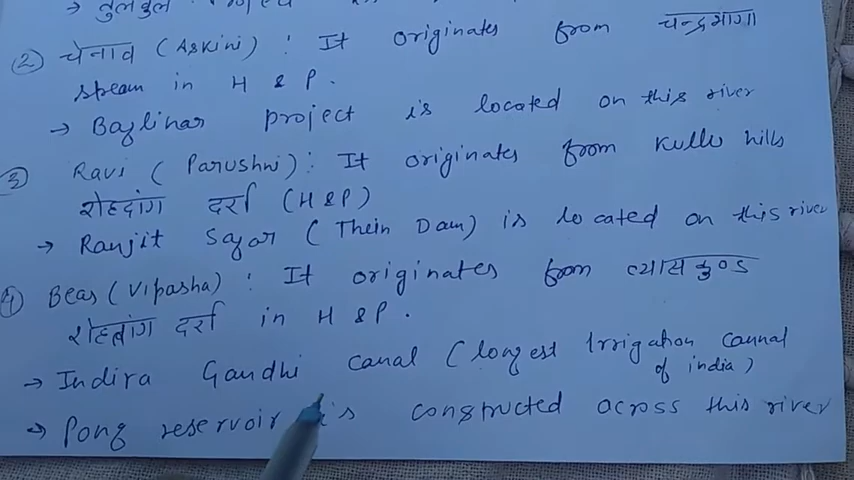 → तुलबुल
② चेनाव (Askini) : It originates from चन्द्रभागा
stream in H & P.
→ Baglihar project is located on this river
③ Ravi (Parushni) : It originates from Kullu hills
रोहदांग दर्रा (H & P)
→ Ranjit Sagar (Thein Dam) is located on this river
④ Beas (Vipasha) : It originates from व्यास कुण्ड
रोहतांग दर्रा in H & P.
→ Indira Gandhi canal (longest Irrigation cannal
of india)
→ Pong reservoir is constructed across this river